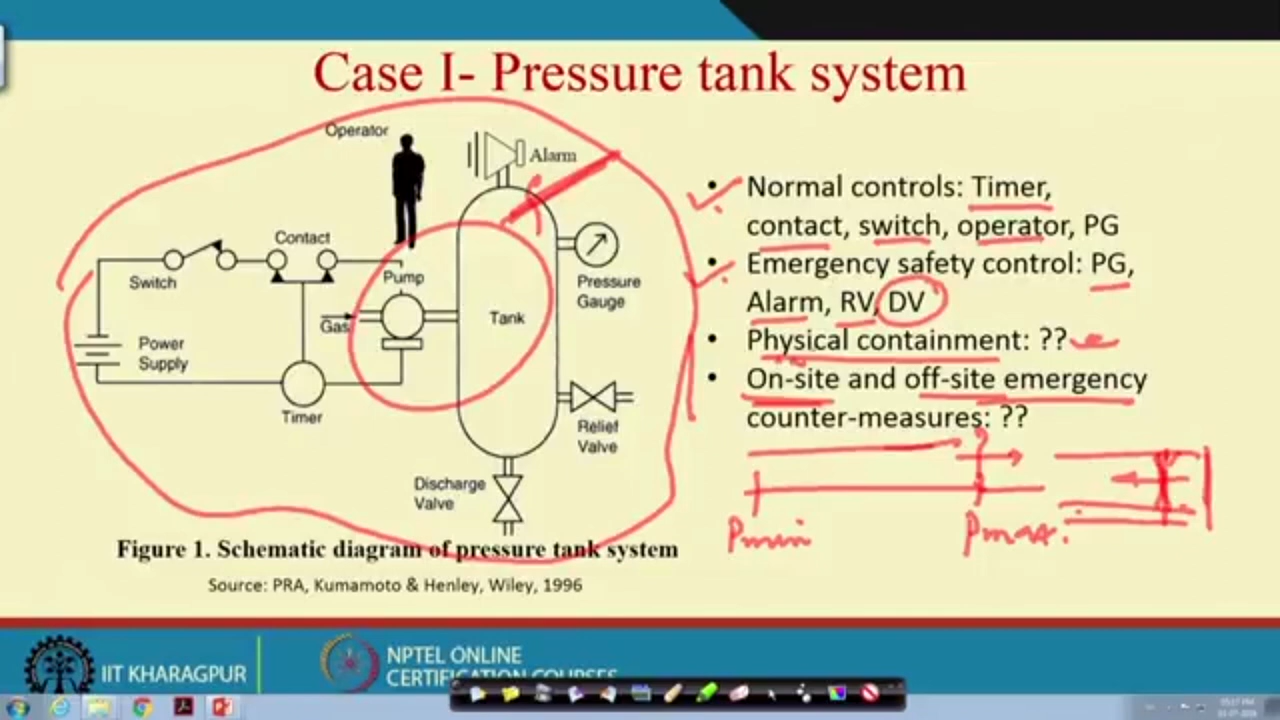 Case I- Pressure tank system
Operator
Alarm
Contact
Switch
Pump
Pressure
Gauge
Gas
Tank
Power
Supply
Timer
Relief
Valve
Discharge
Valve
Figure 1. Schematic diagram of pressure tank system
Source: PRA, Kumamoto & Henley, Wiley, 1996
• Normal controls: Timer,
contact, switch, operator, PG
• Emergency safety control: PG,
Alarm, RV, DV
• Physical containment: ??
• On-site and off-site emergency
counter-measures: ??
Pmin
Pmax.
IIT KHARAGPUR
NPTEL ONLINE
CERTIFICATION COURSES